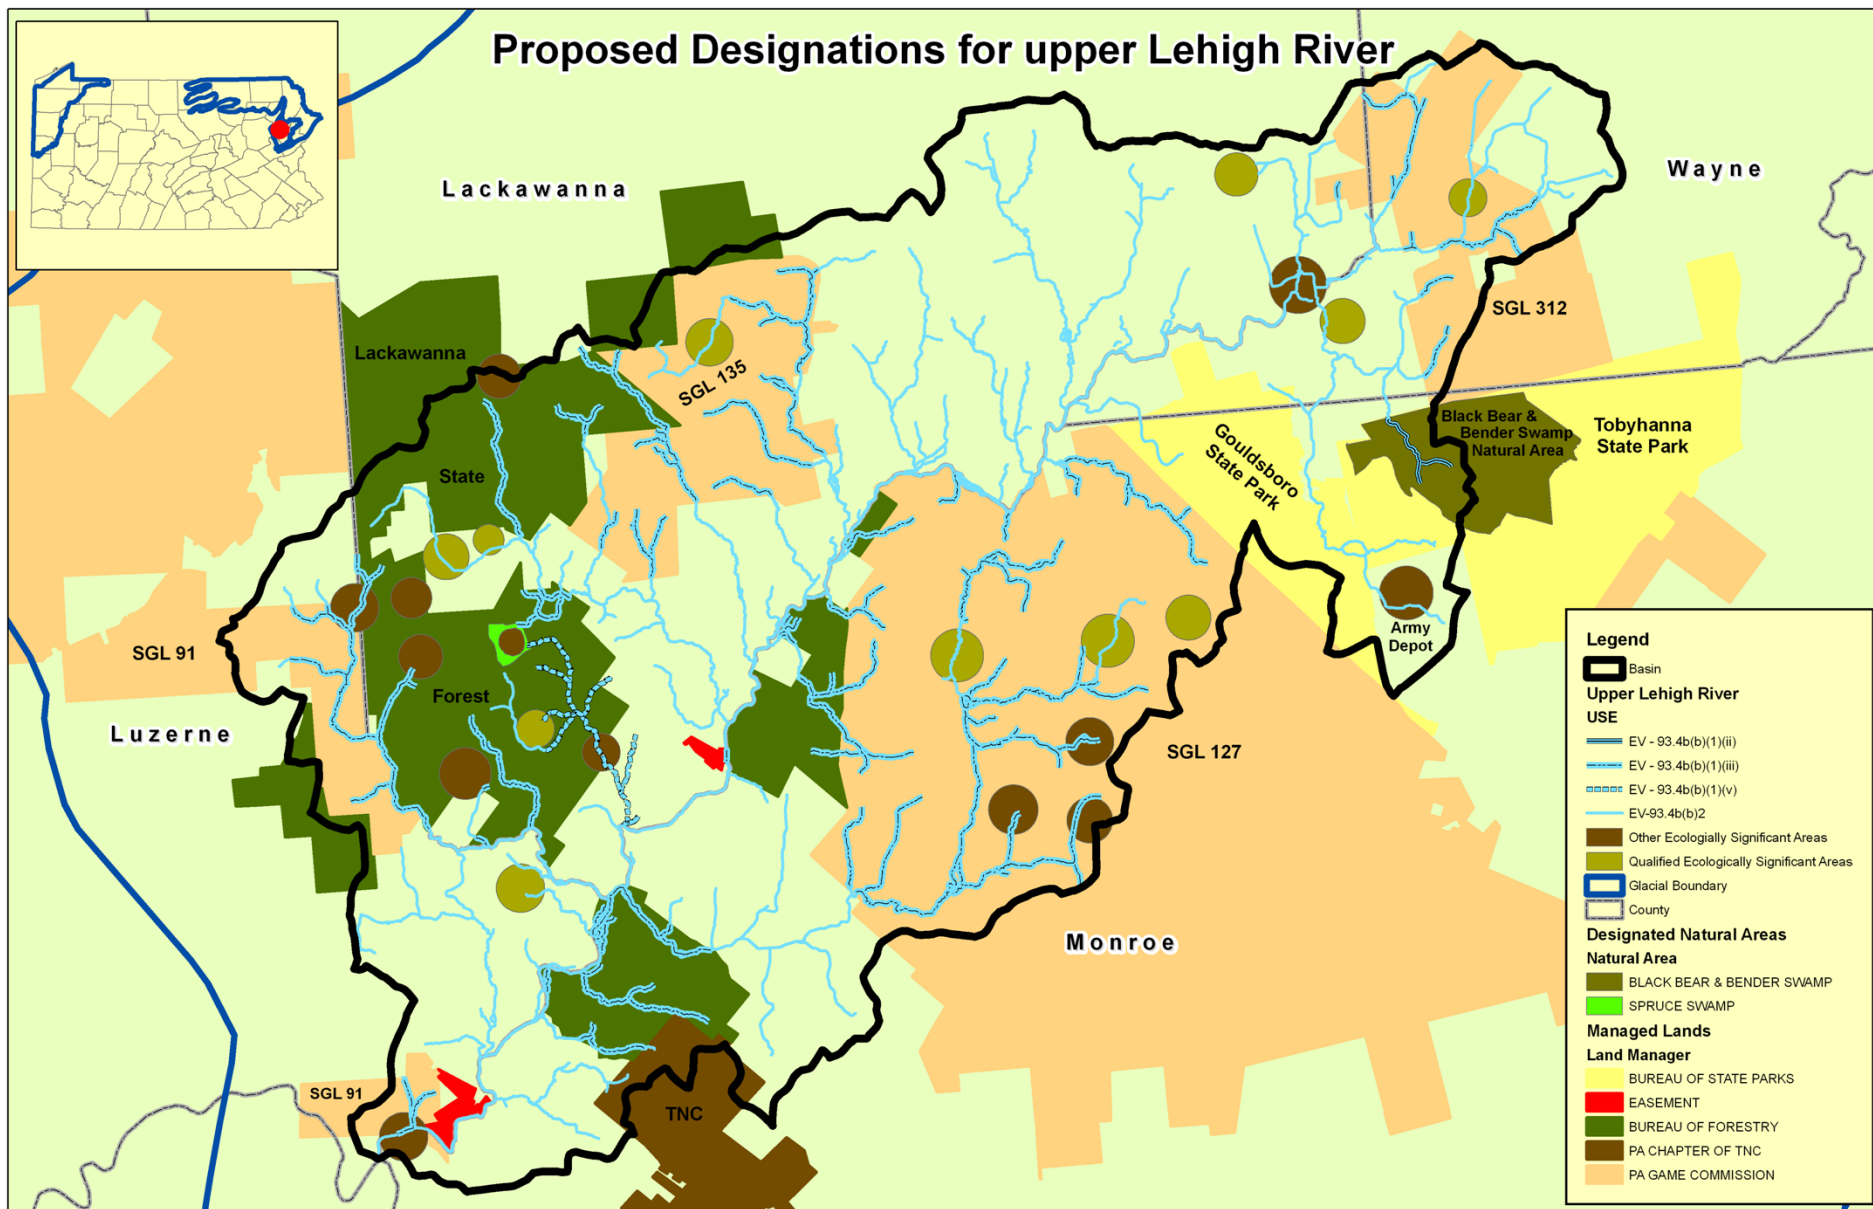 Proposed Designations for upper Lehigh River
Lackawanna
Wayne
SGL 312
Lackawanna
SGL 135
Black Bear &
Bender Swamp
Natural Area
Tobyhanna
State Park
Gouldsboro
State Park
State
SGL 91
Army
Depot
Forest
Luzerne
SGL 127
Monroe
SGL 91
TNC
Legend
Basin
Upper Lehigh River
USE
EV - 93.4b(b)(1)(ii)
EV - 93.4b(b)(1)(iii)
EV - 93.4b(b)(1)(v)
EV-93.4b(b)2
Other Ecologially Significant Areas
Qualified Ecologically Significant Areas
Glacial Boundary
County
Designated Natural Areas
Natural Area
BLACK BEAR & BENDER SWAMP
SPRUCE SWAMP
Managed Lands
Land Manager
BUREAU OF STATE PARKS
EASEMENT
BUREAU OF FORESTRY
PA CHAPTER OF TNC
PA GAME COMMISSION